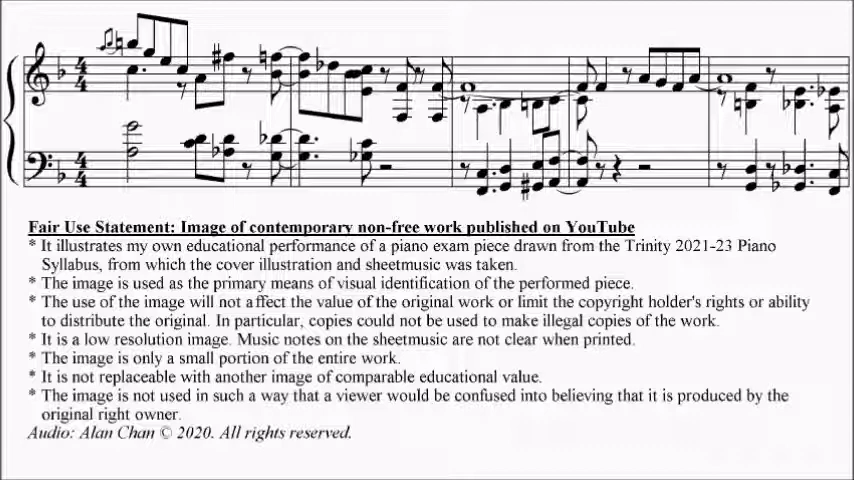 Fair Use Statement: Image of contemporary non-free work published on YouTube
* It illustrates my own educational performance of a piano exam piece drawn from the Trinity 2021-23 Piano
Syllabus, from which the cover illustration and sheetmusic was taken.
* The image is used as the primary means of visual identification of the performed piece.
* The use of the image will not affect the value of the original work or limit the copyright holder's rights or ability
to distribute the original. In particular, copies could not be used to make illegal copies of the work.
* It is a low resolution image. Music notes on the sheetmusic are not clear when printed.
* The image is only a small portion of the entire work.
* It is not replaceable with another image of comparable educational value.
* The image is not used in such a way that a viewer would be confused into believing that it is produced by the
original right owner.
Audio: Alan Chan © 2020. All rights reserved.